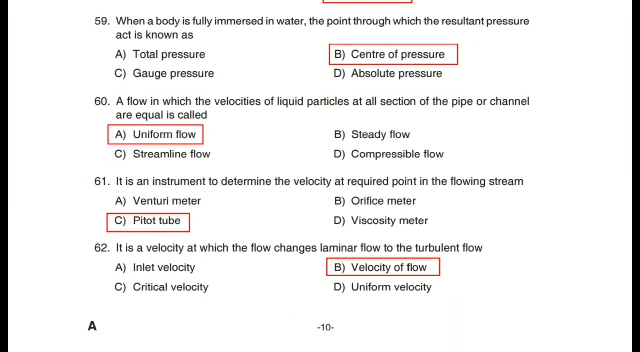 59. When a body is fully immersed in water, the point through which the resultant pressure
act is known as
A) Total pressure B) Centre of pressure
C) Gauge pressure D) Absolute pressure
60. A flow in which the velocities of liquid particles at all section of the pipe or channel
are equal is called
A) Uniform flow B) Steady flow
C) Streamline flow D) Compressible flow
61. It is an instrument to determine the velocity at required point in the flowing stream
A) Venturi meter B) Orifice meter
C) Pitot tube D) Viscosity meter
62. It is a velocity at which the flow changes laminar flow to the turbulent flow
A) Inlet velocity B) Velocity of flow
C) Critical velocity D) Uniform velocity
A -10-